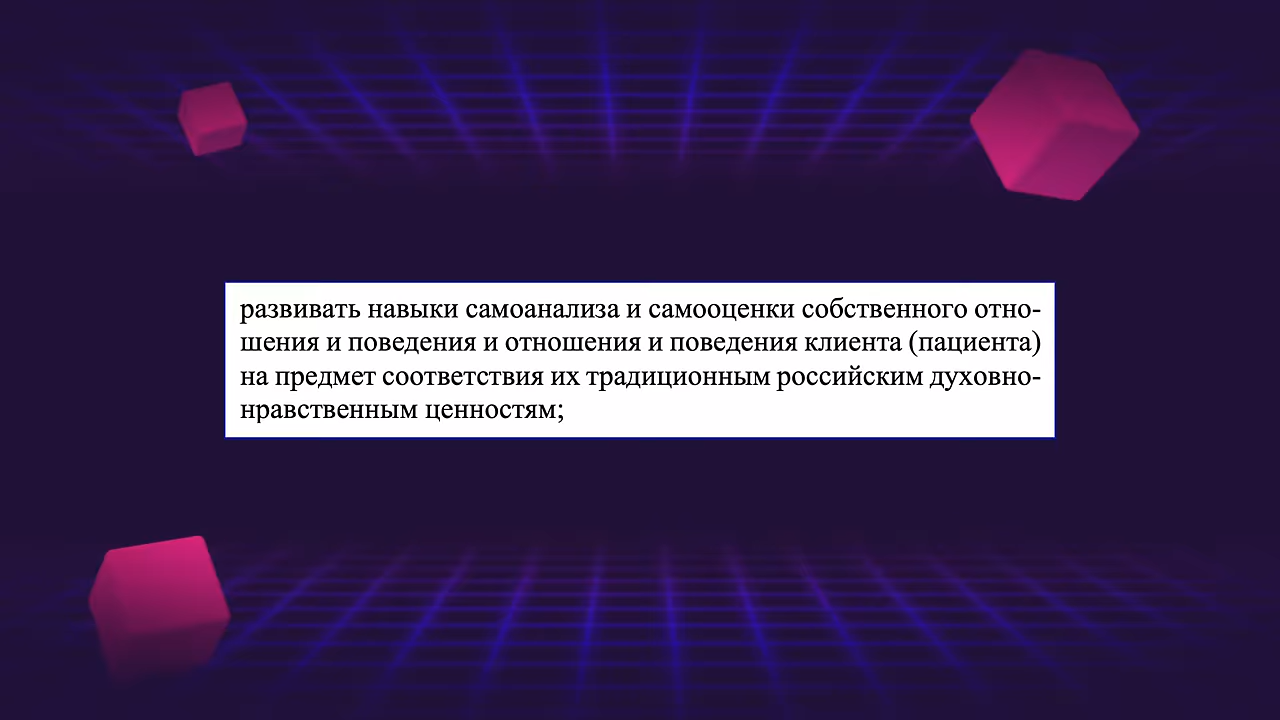 развивать навыки самоанализа и самооценки собственного отно-
шения и поведения и отношения и поведения клиента (пациента)
на предмет соответствия их традиционным российским духовно-
нравственным ценностям;